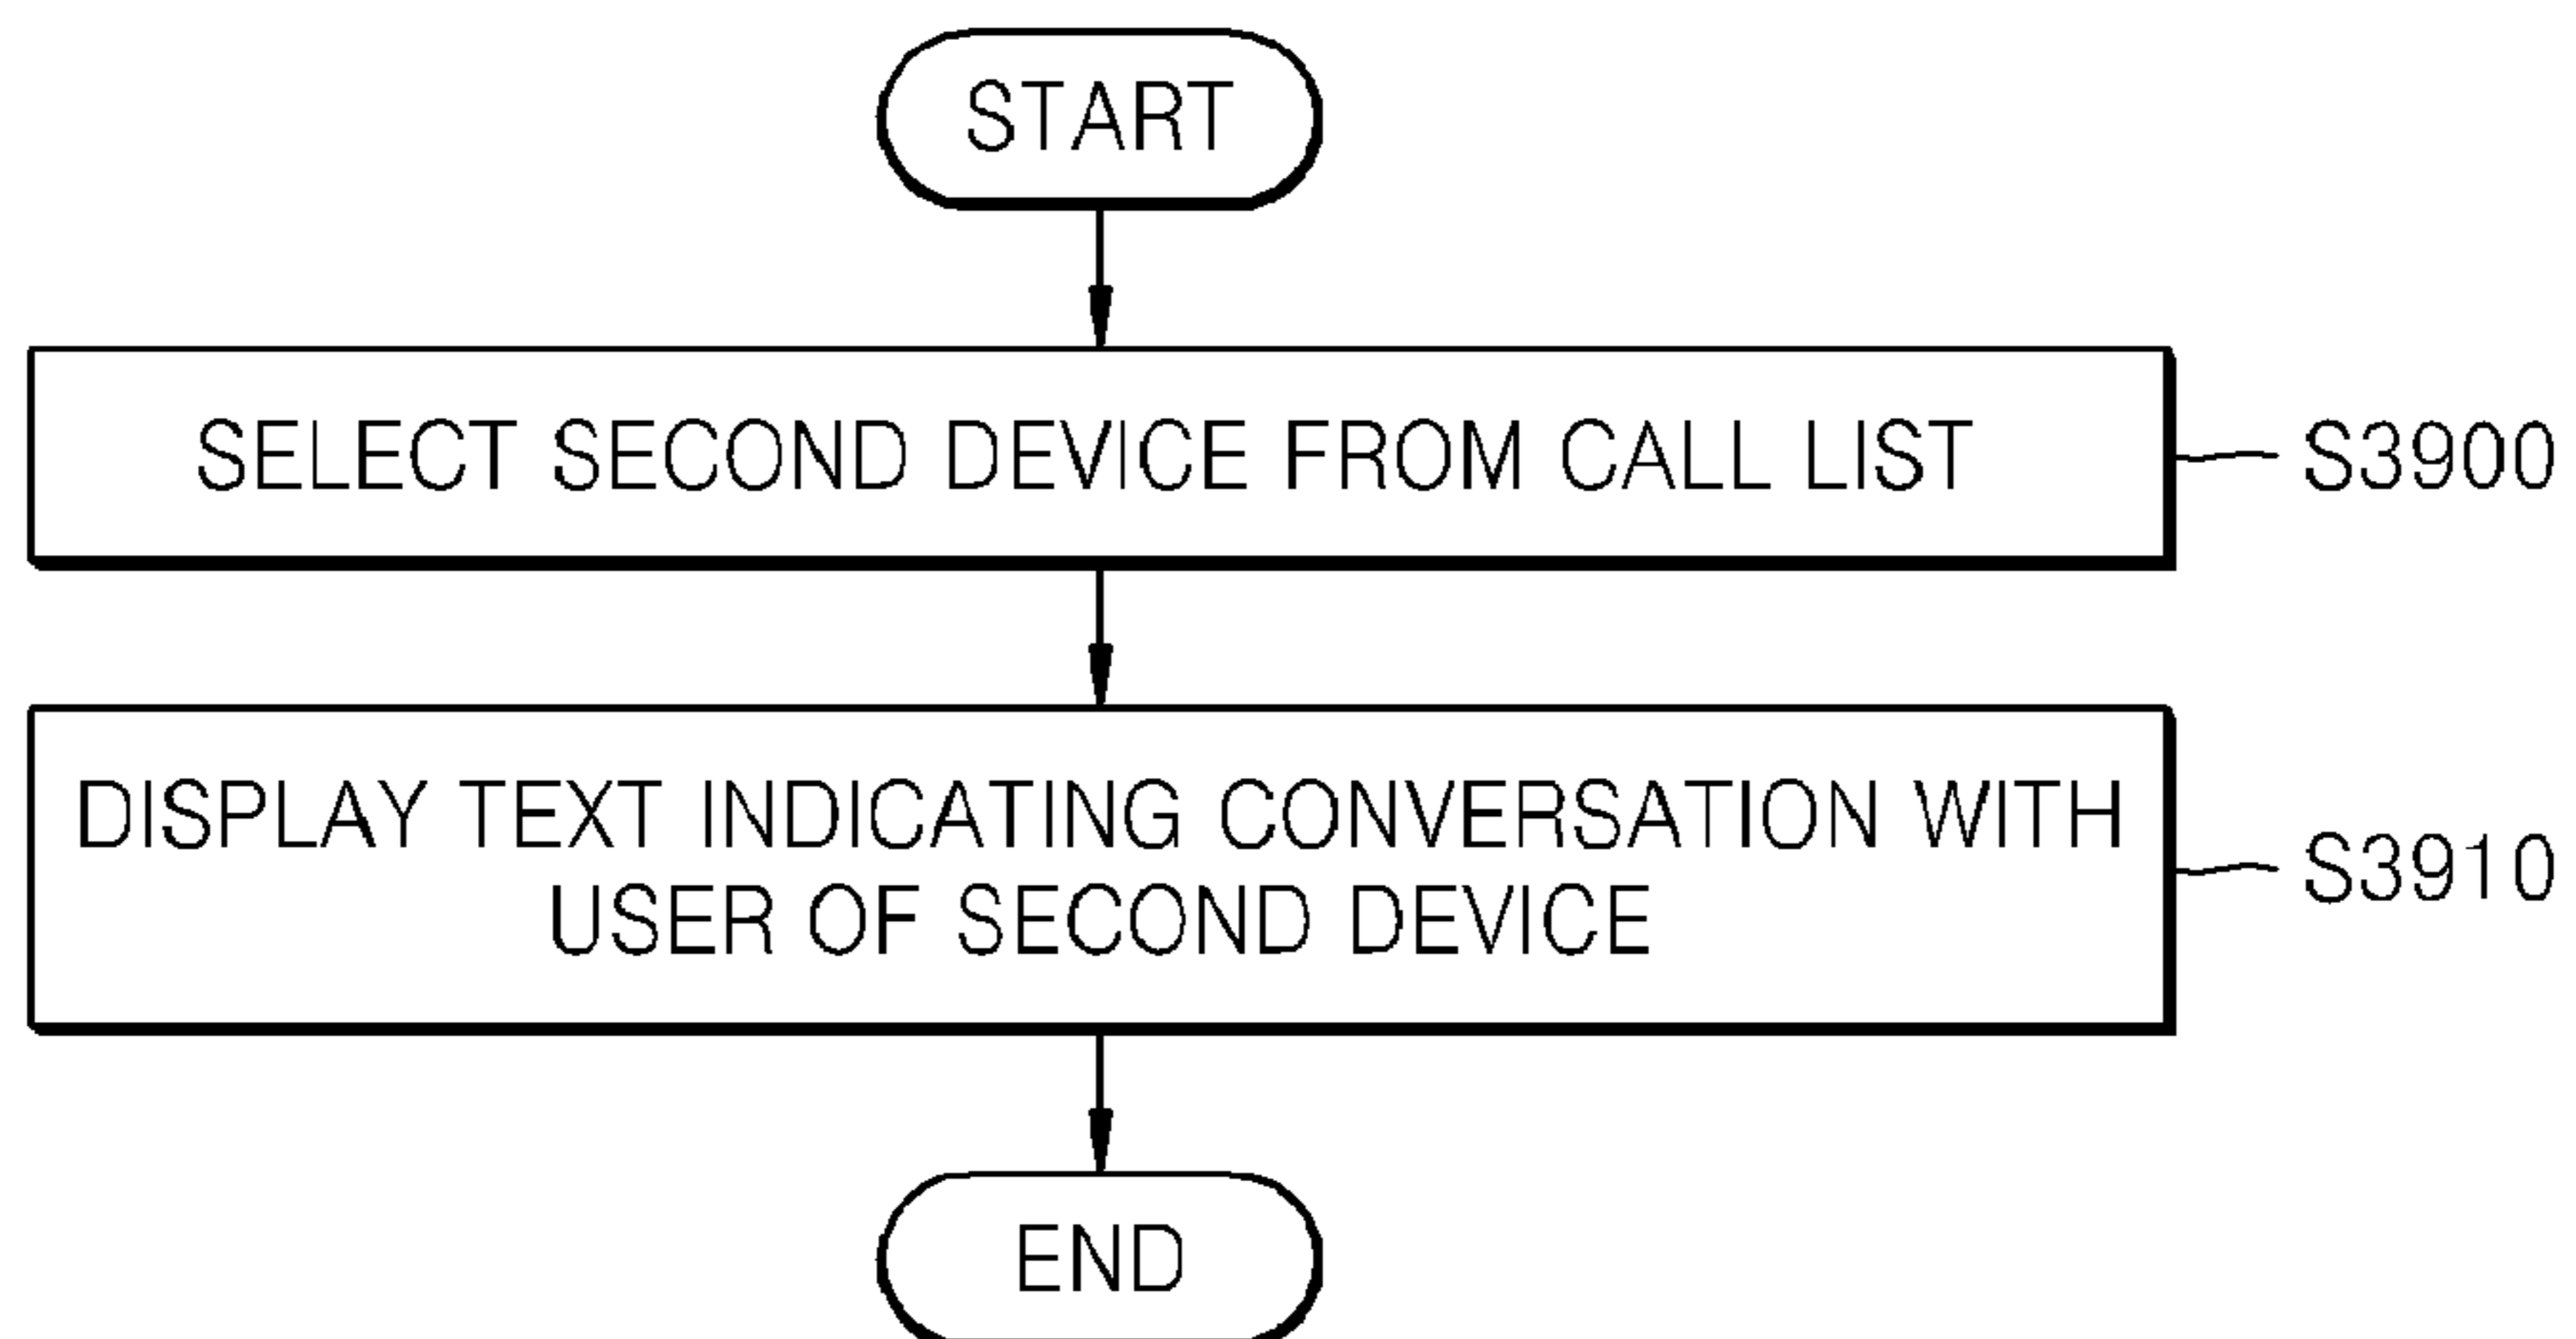 START
SELECT SECOND DEVICE FROM CALL LIST
S3900
DISPLAY TEXT INDICATING CONVERSATION WITH
USER OF SECOND DEVICE
S3910
END